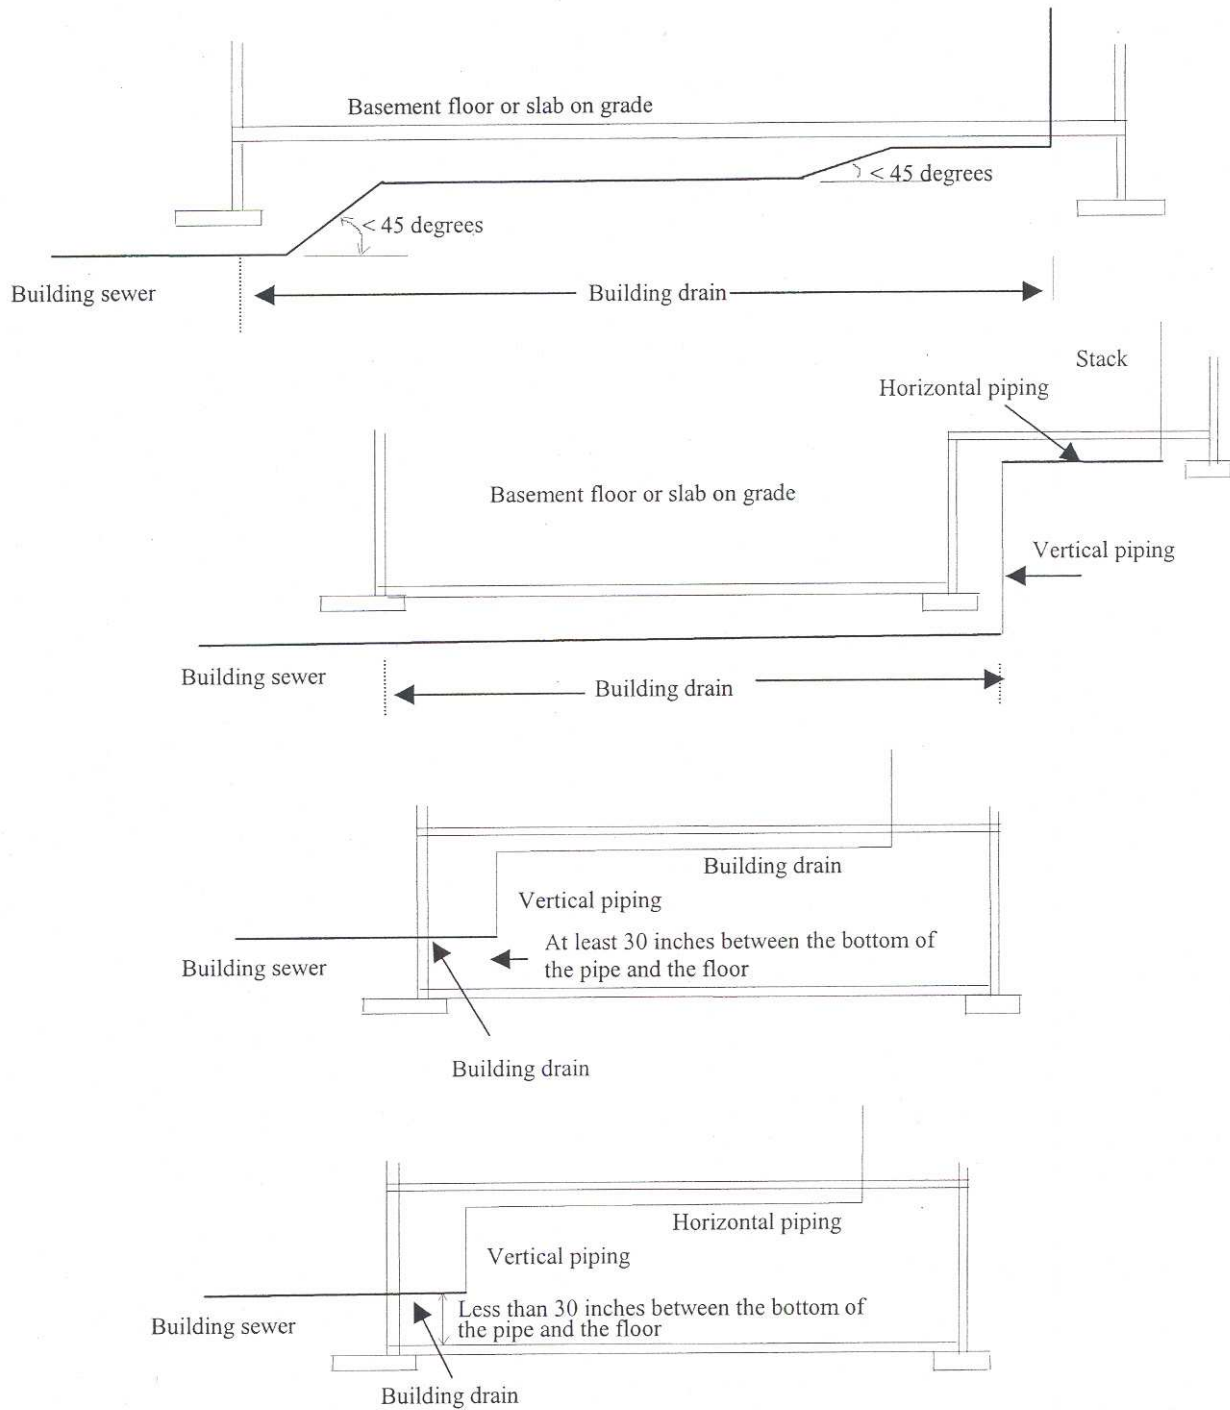 Basement floor or slab on grade
< 45 degrees
< 45 degrees
Building sewer
Building drain
Stack
Horizontal piping
Basement floor or slab on grade
Vertical piping
Building sewer
Building drain
Building drain
Vertical piping
At least 30 inches between the bottom of
the pipe and the floor
Building sewer
Building drain
Horizontal piping
Vertical piping
Less than 30 inches between the bottom of
the pipe and the floor
Building sewer
Building drain